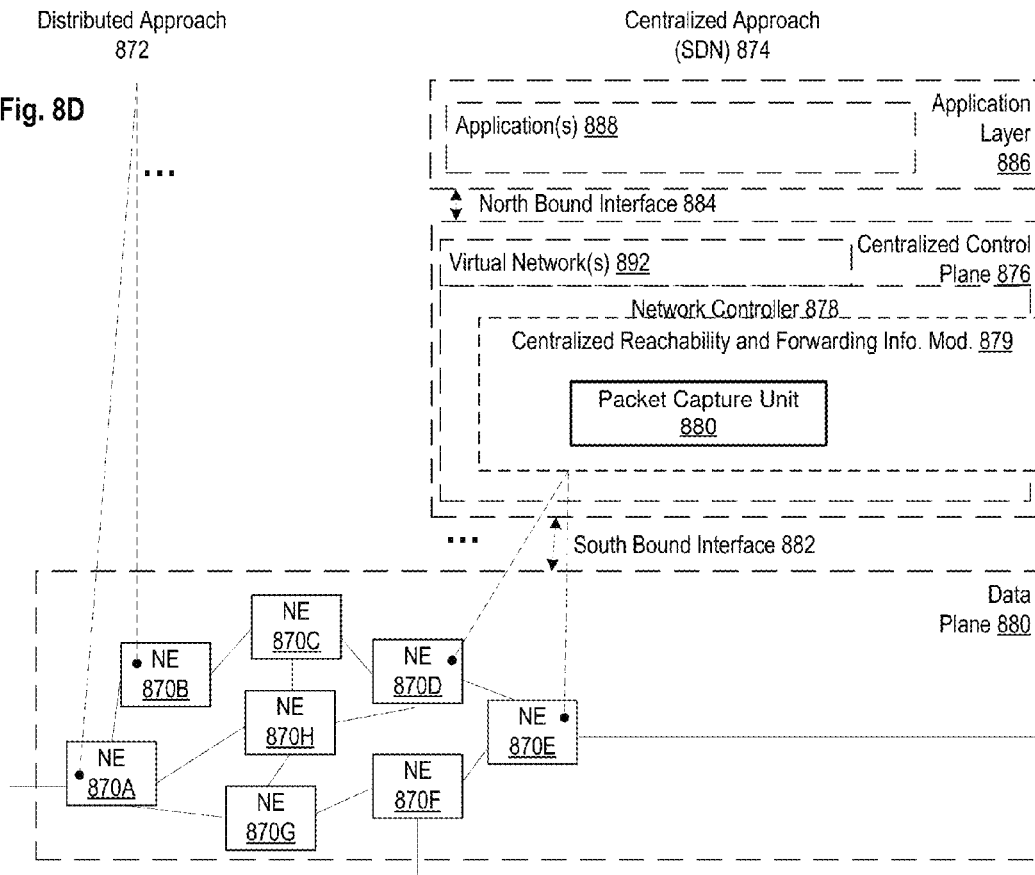 Distributed Approach
872
Centralized Approach
(SDN) 874
Fig. 8D
...
Application(s) 888
Application
Layer
886
North Bound Interface 884
Virtual Network(s) 892
Centralized Control
Plane 876
Network Controller 878
Centralized Reachability and Forwarding Info. Mod. 879
Packet Capture Unit
880
...
South Bound Interface 882
Data
Plane 880
NE
870C
NE
870B
NE
870D
NE
870H
NE
870E
NE
870A
NE
870F
NE
870G